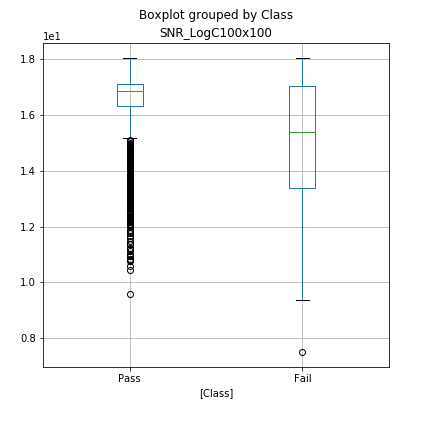 Boxplot grouped by Class
SNR_LogC100x100
1e1
1.8
1.6
1.4
1.2
1.0
0.8
Pass
Fail
[Class]